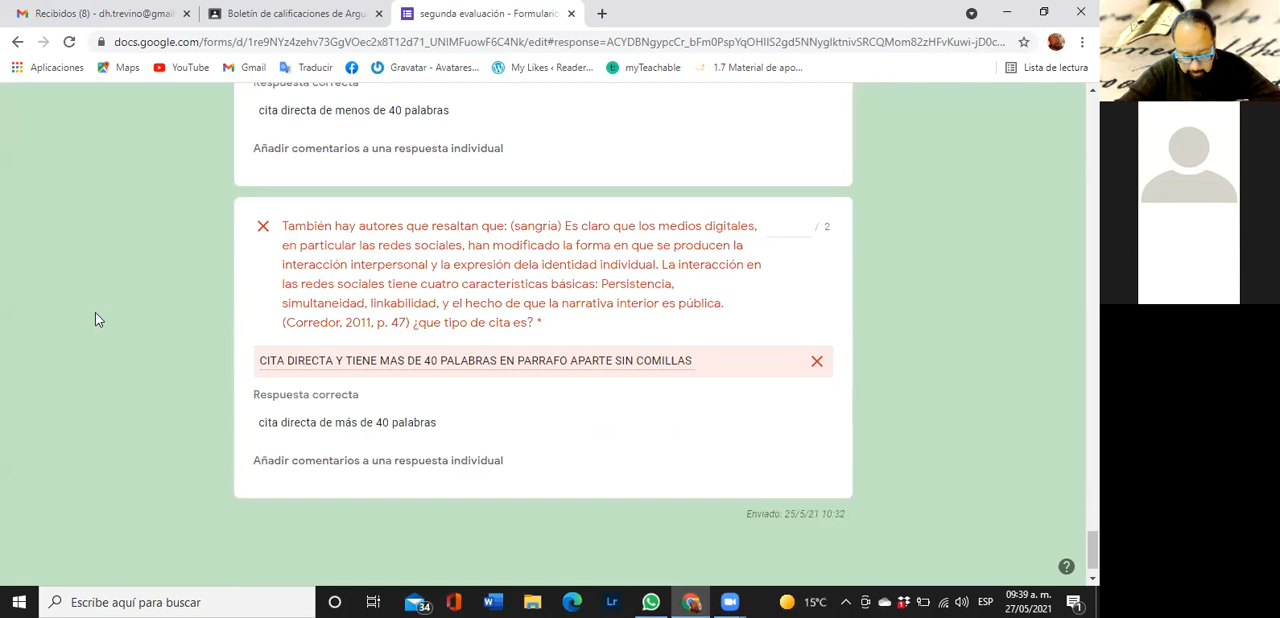 Recibidos (8) - dh.trevino@gmai
Boletín de calificaciones de Argu
segunda evaluación - Formulario
docs.google.com/forms/d/1re9NYz4zehv73GgVOec2x8T12d71_UNIMFuowF6C4Nk/edit#response=ACYDBNgypcCr_bFm0PspYqOHIIS2gd5NNyglktnivSRCQMom82zHFvKuwi-jD0c...
Aplicaciones
Maps
YouTube
Gmail
Traducir
Gravatar - Avatares...
My Likes ‹ Reader...
myTeachable
1.7 Material de apo...
Lista de lectura
Respuesta correcta
cita directa de menos de 40 palabras
Añadir comentarios a una respuesta individual
También hay autores que resaltan que: (sangría) Es claro que los medios digitales,
en particular las redes sociales, han modificado la forma en que se producen la
interacción interpersonal y la expresión dela identidad individual. La interacción en
las redes sociales tiene cuatro características básicas: Persistencia,
simultaneidad, linkabilidad, y el hecho de que la narrativa interior es pública.
(Corredor, 2011, p. 47) ¿que tipo de cita es? *
/ 2
CITA DIRECTA Y TIENE MAS DE 40 PALABRAS EN PARRAFO APARTE SIN COMILLAS
Respuesta correcta
cita directa de más de 40 palabras
Añadir comentarios a una respuesta individual
Enviado: 25/5/21 10:32
Escribe aquí para buscar
34
Lr
15°C
ESP
09:39 a. m.
27/05/2021
1